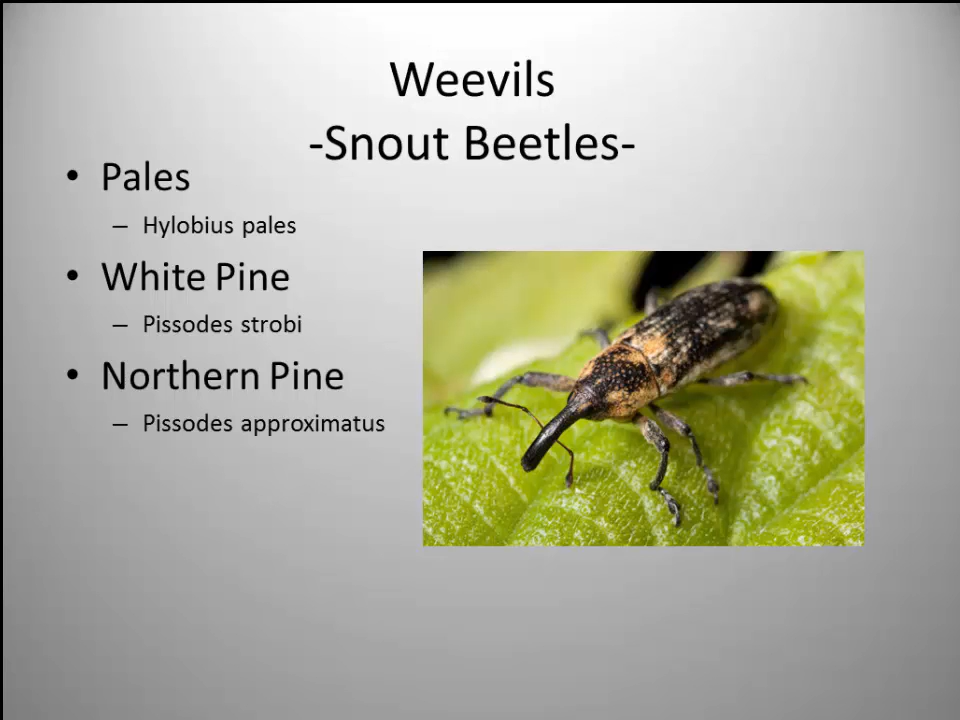 Weevils
-Snout Beetles-
• Pales
– Hylobius pales
• White Pine
– Pissodes strobi
• Northern Pine
– Pissodes approximatus